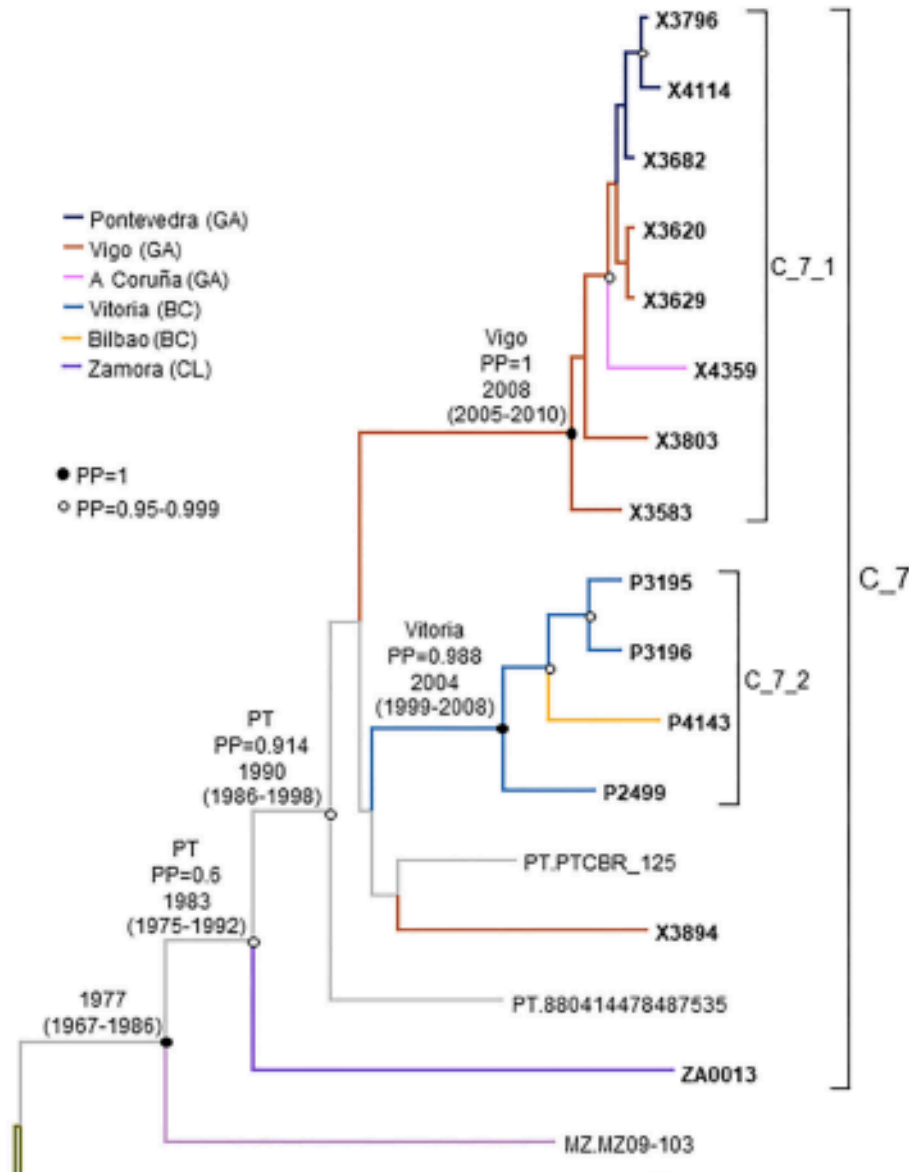 X3796
X4114
X3682
Pontevedra (GA)
Vigo (GA)
A Coruña (GA)
Vitoria (BC)
Bilbao (BC)
Zamora (CL)
X3620
C_7_1
X3629
Vigo
PP=1
2008
(2005-2010)
X4359
X3803
PP=1
PP=0.95-0.999
X3583
C_7
P3195
Vitoria
PP=0.988
2004
(1999-2008)
P3196
C_7_2
P4143
PT
PP=0.914
1990
(1986-1998)
P2499
PT
PP=0.6
1983
(1975-1992)
PT.PTCBR_125
X3894
1977
(1967-1986)
PT.880414478487535
ZA0013
MZ.MZ09-103